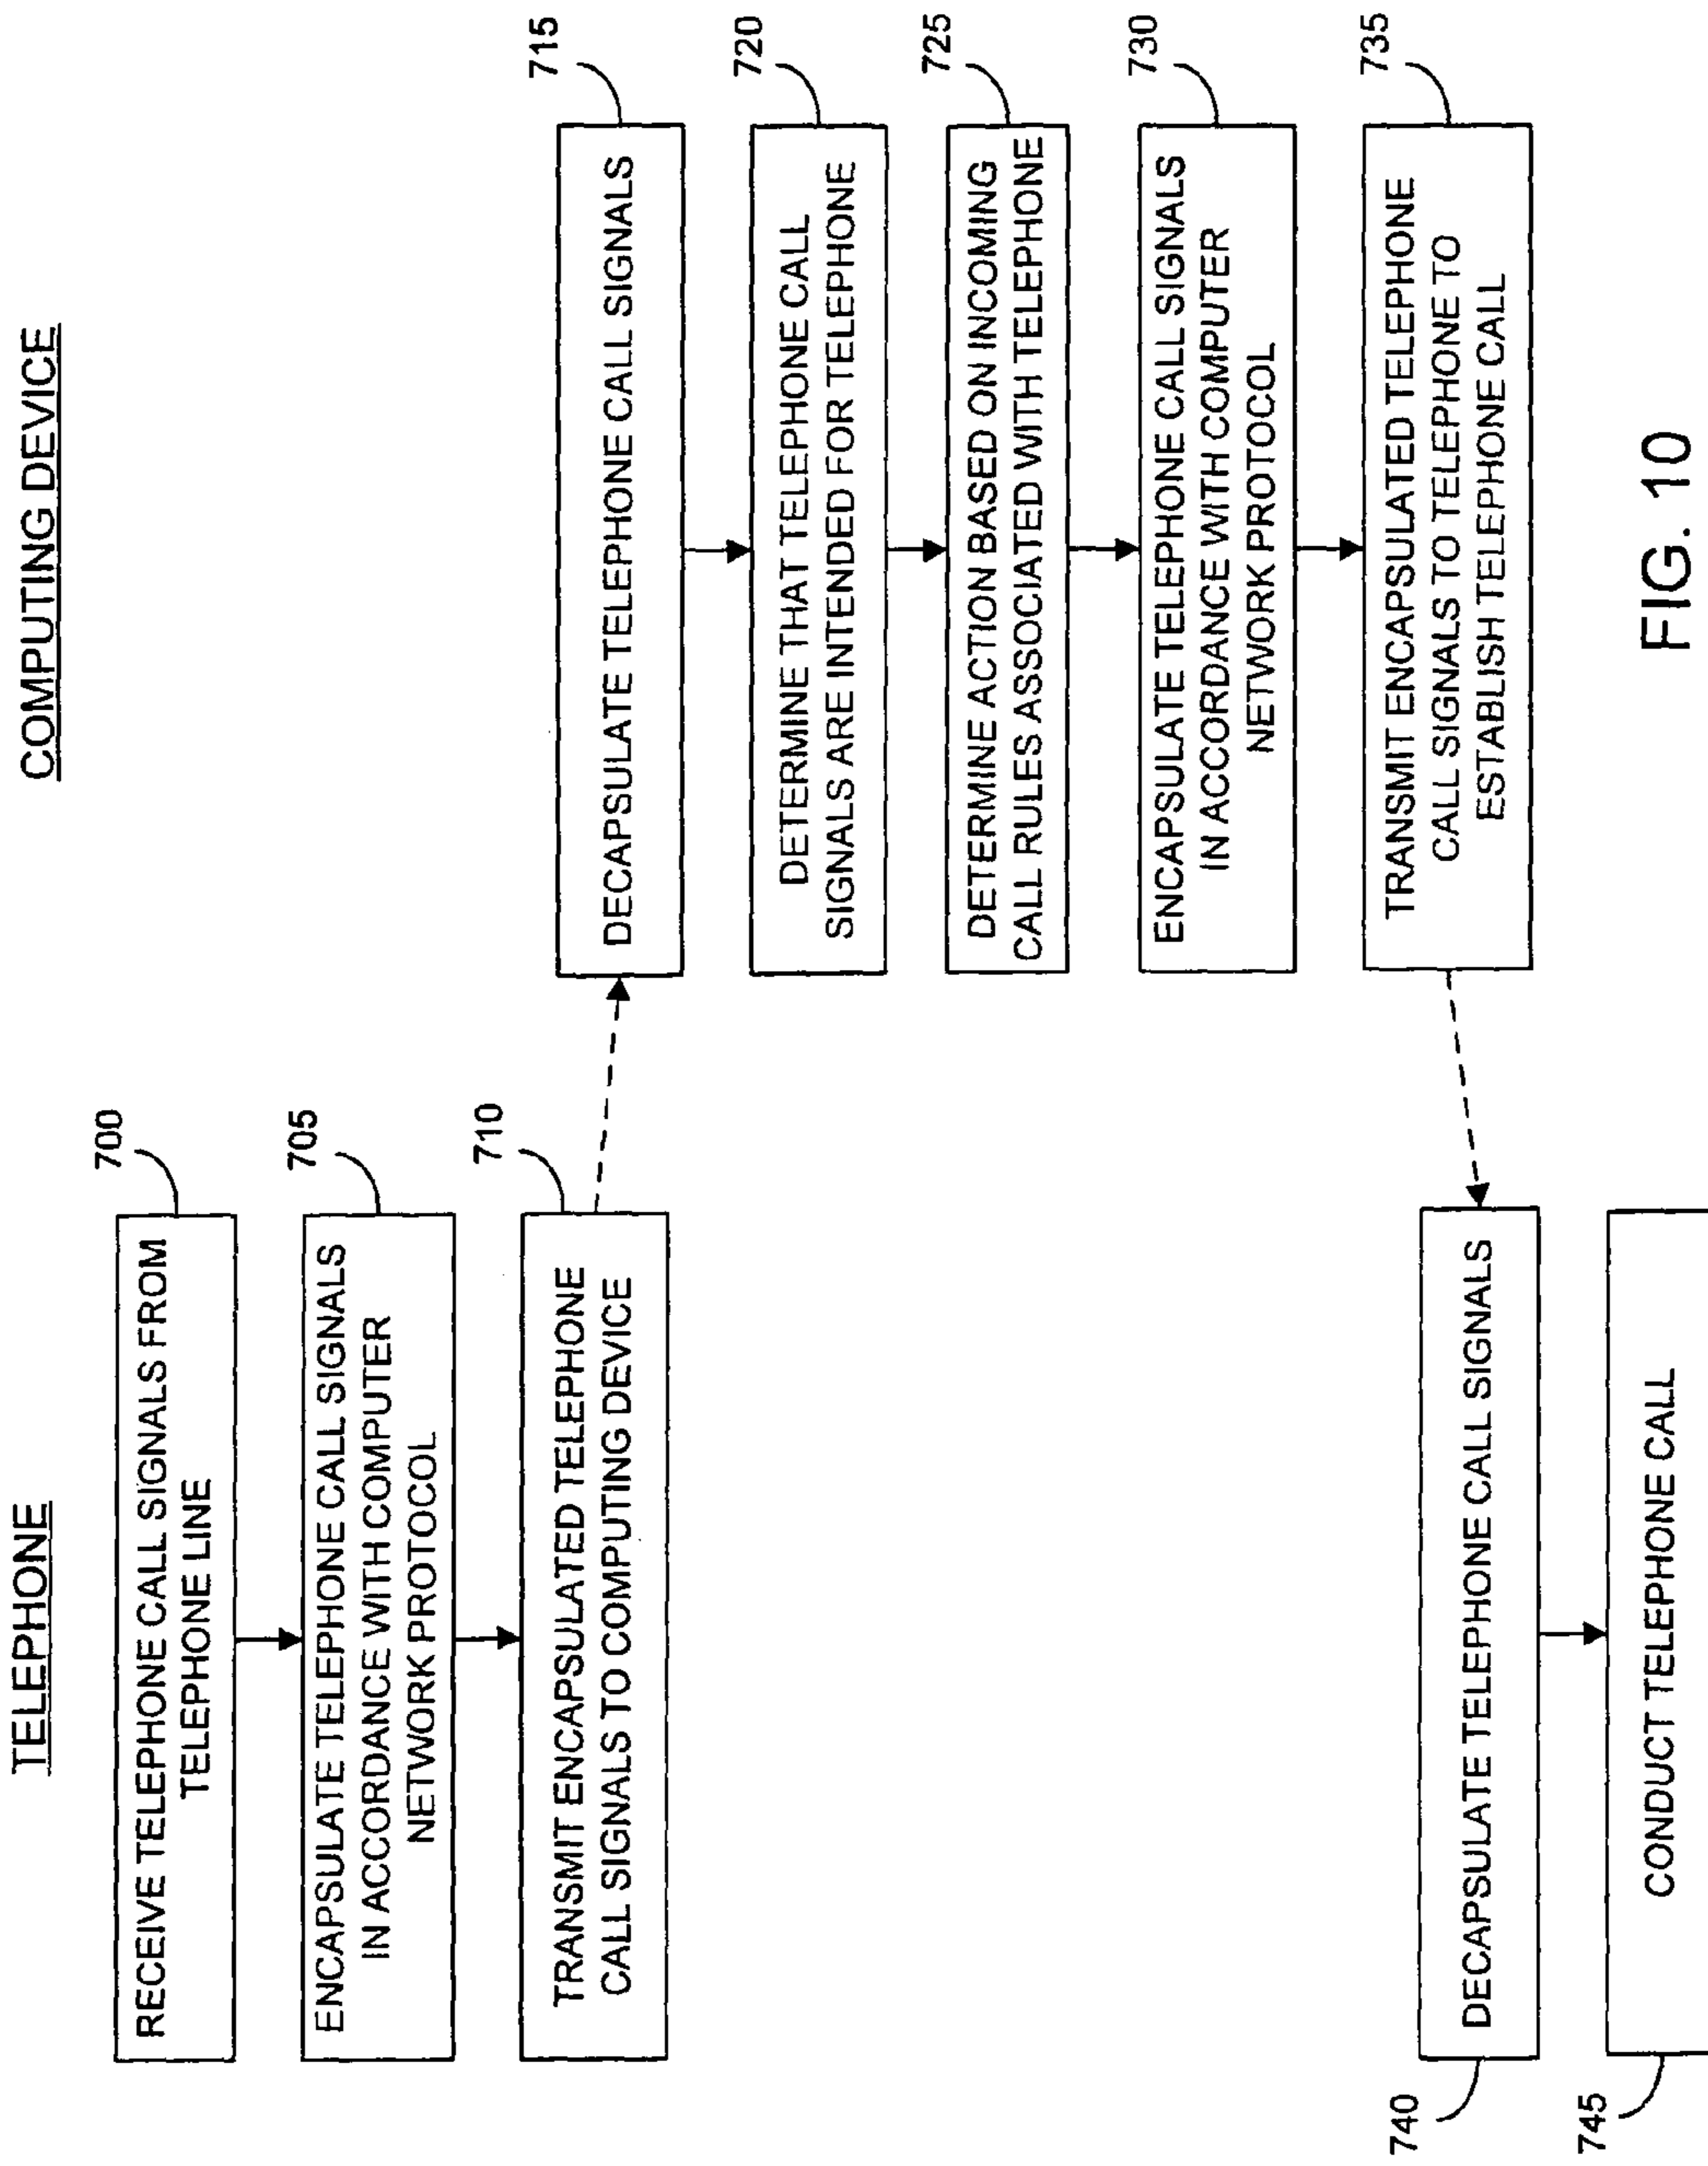 TELEPHONE
COMPUTING DEVICE
700
RECEIVE TELEPHONE CALL SIGNALS FROM
TELEPHONE LINE
705
ENCAPSULATE TELEPHONE CALL SIGNALS
IN ACCORDANCE WITH COMPUTER
NETWORK PROTOCOL
710
TRANSMIT ENCAPSULATED TELEPHONE
CALL SIGNALS TO COMPUTING DEVICE
715
DECAPSULATE TELEPHONE CALL SIGNALS
720
DETERMINE THAT TELEPHONE CALL
SIGNALS ARE INTENDED FOR TELEPHONE
725
DETERMINE ACTION BASED ON INCOMING
CALL RULES ASSOCIATED WITH TELEPHONE
730
ENCAPSULATE TELEPHONE CALL SIGNALS
IN ACCORDANCE WITH COMPUTER
NETWORK PROTOCOL
735
TRANSMIT ENCAPSULATED TELEPHONE
CALL SIGNALS TO TELEPHONE TO
ESTABLISH TELEPHONE CALL
740
DECAPSULATE TELEPHONE CALL SIGNALS
745
CONDUCT TELEPHONE CALL
FIG. 10